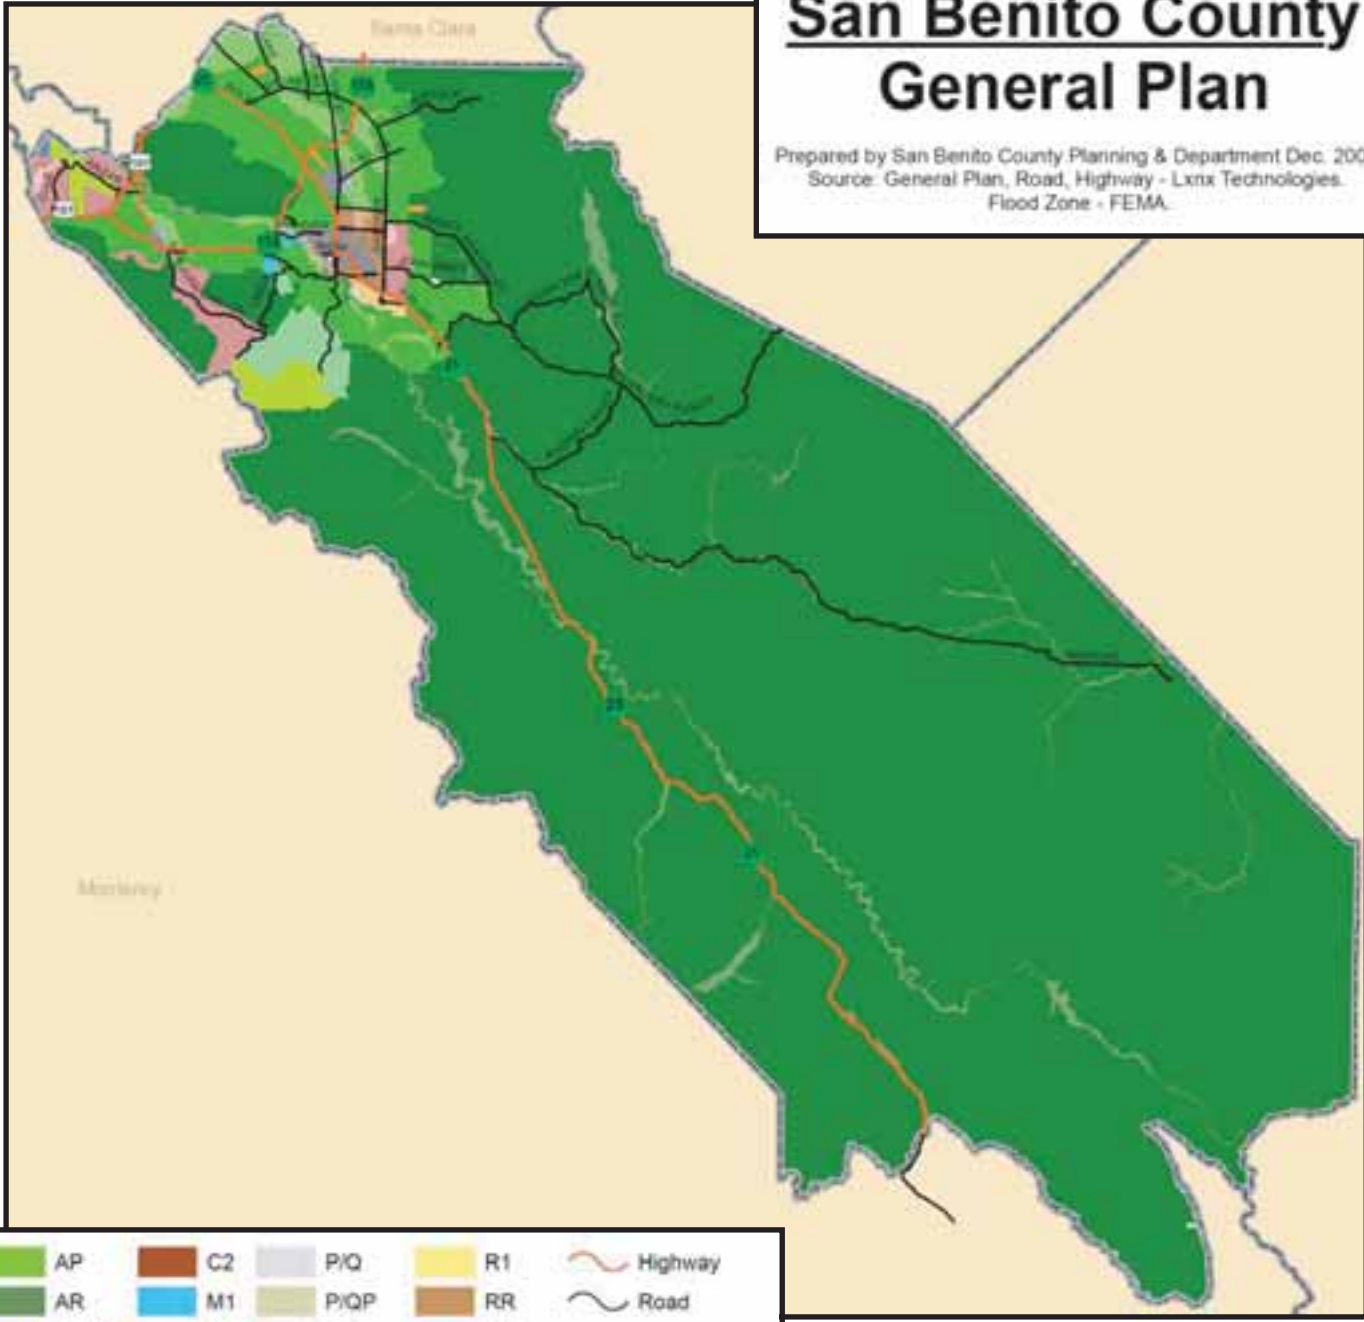 San Benito County
General Plan
Prepared by San Benito County Planning & Department Dec. 200
Source: General Plan, Road, Highway - Lxnx Technologies.
Flood Zone - FEMA.
Santa Clara
Monterey
25
AP
C2
P/Q
R1
Highway
AR
M1
P/QP
RR
Road